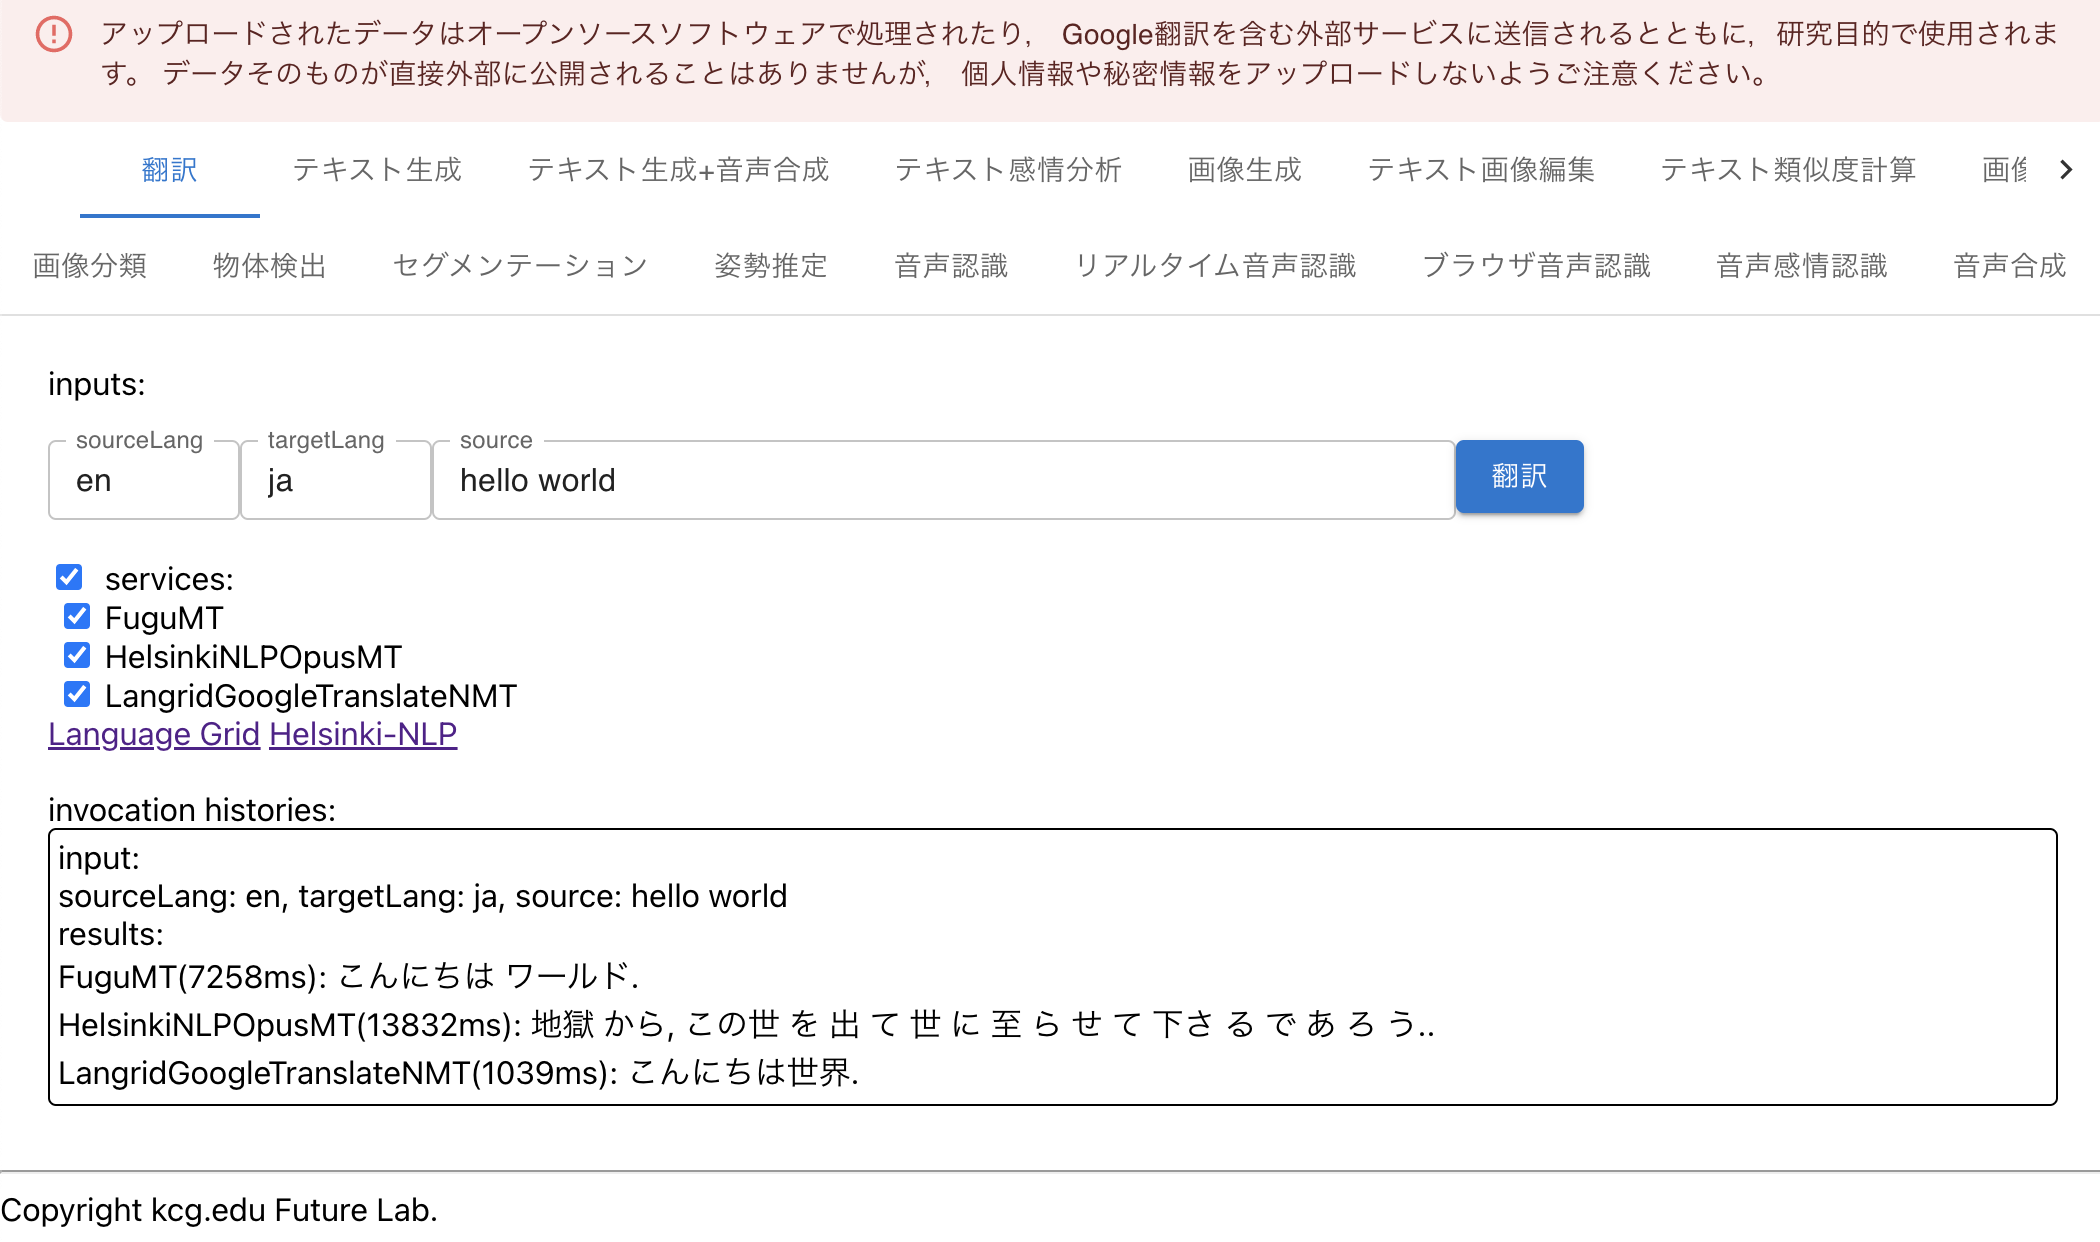 アップロードされたデータはオープンソースソフトウェアで処理されたり, Google翻訳を含む外部サービスに送信されるとともに, 研究目的で使用されま
す。 データそのものが直接外部に公開されることはありませんが, 個人情報や秘密情報をアップロードしないようご注意ください。
翻訳 テキスト生成 テキスト生成+音声合成 テキスト感情分析 画像生成 テキスト画像編集 テキスト類似度計算 画像
画像分類 物体検出 セグメンテーション 姿勢推定 音声認識 リアルタイム音声認識 ブラウザ音声認識 音声感情認識 音声合成
inputs:
sourceLang targetLang source
en ja hello world 翻訳
services:
FuguMT
HelsinkiNLPOpusMT
LangridGoogleTranslateNMT
Language Grid Helsinki-NLP
invocation histories:
input:
sourceLang: en, targetLang: ja, source: hello world
results:
FuguMT(7258ms): こんにちは ワールド.
HelsinkiNLPOpusMT(13832ms): 地獄 から, この世 を 出 て 世 に 至 ら せ て 下さ る で あ ろ う..
LangridGoogleTranslateNMT(1039ms): こんにちは世界.
Copyright kcg.edu Future Lab.